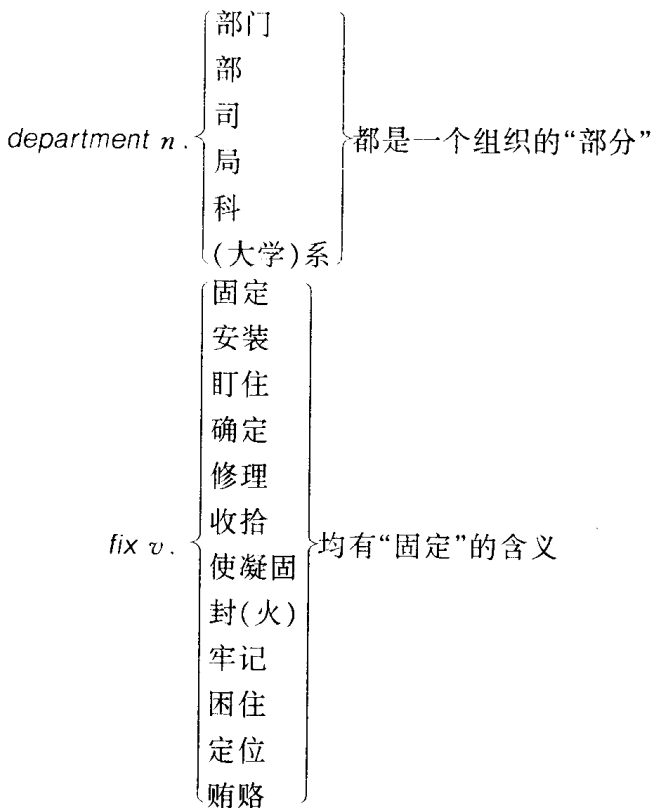 部门
部
司
department n. 都是一个组织的“部分”
局
科
(大学)系
固定
安装
盯住
确定
修理
收拾
fix v. 均有“固定”的含义
使凝固
封(火)
牢记
困住
定位
贿赂